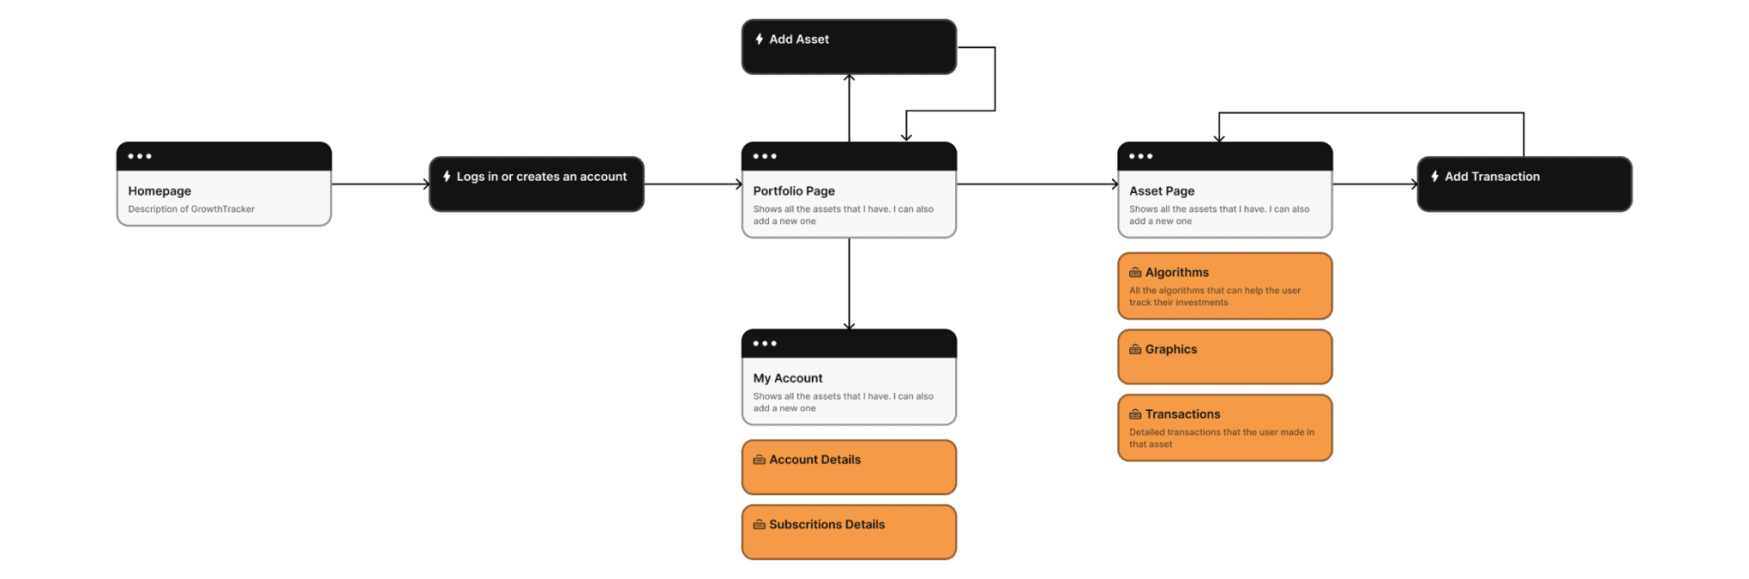 Add Asset
Homepage
Description of GrowthTracker
Logs in or creates an account
Portfolio Page
Shows all the assets that I have. I can also
add a new one
Asset Page
Shows all the assets that I have. I can also
add a new one
Add Transaction
Algorithms
All the algorithms that can help the user
track their investments
Graphics
Transactions
Detailed transactions that the user made in
that asset
My Account
Shows all the assets that I have. I can also
add a new one
Account Details
Subscritions Details